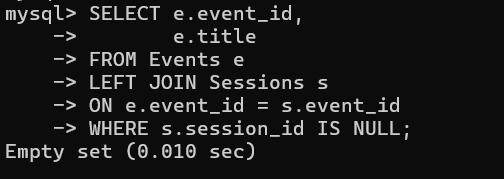 mysql> SELECT e.event_id,
    ->        e.title
    -> FROM Events e
    -> LEFT JOIN Sessions s
    -> ON e.event_id = s.event_id
    -> WHERE s.session_id IS NULL;
Empty set (0.010 sec)